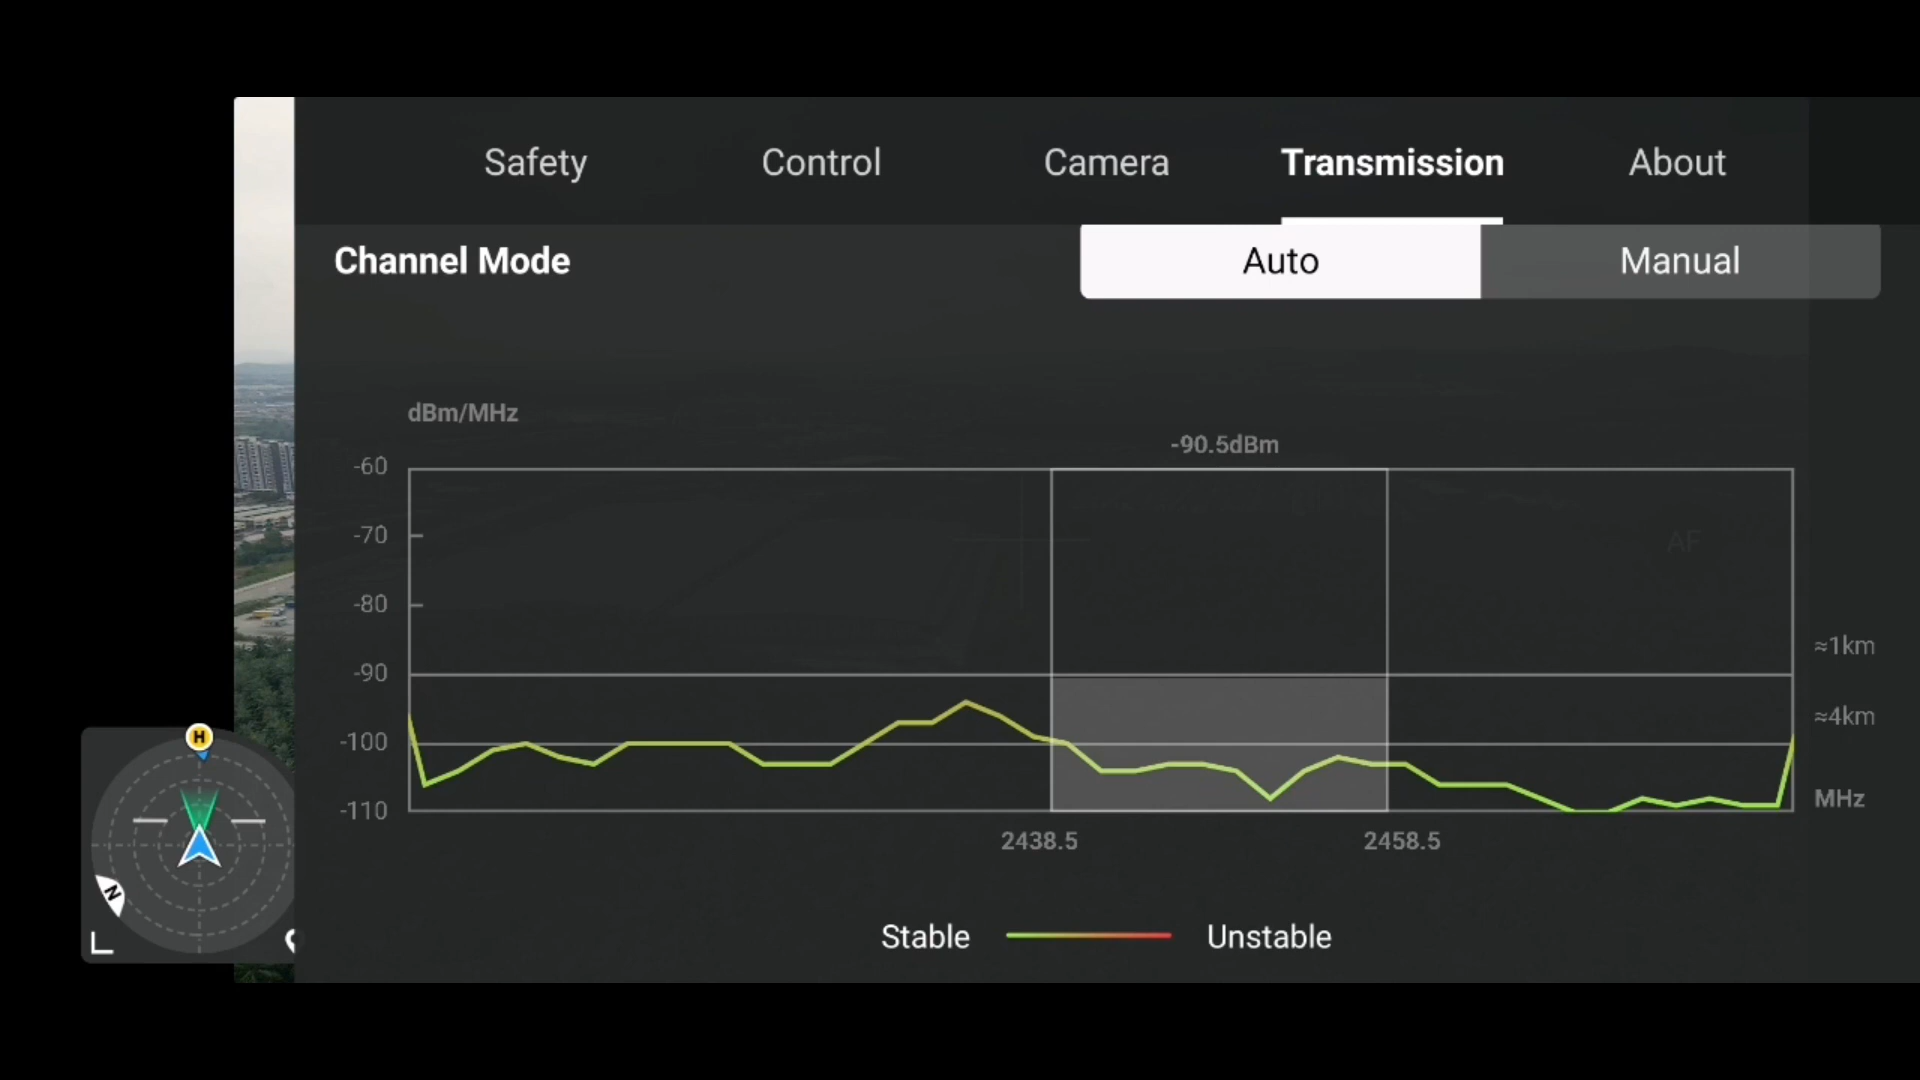 Safety Control Camera Transmission About
Channel Mode Auto Manual
dBm/MHz
-90.5dBm
-60
-70
AF
-80
≈1km
-90
≈4km
-100
-110
MHz
2438.5 2458.5
Stable Unstable
H
N